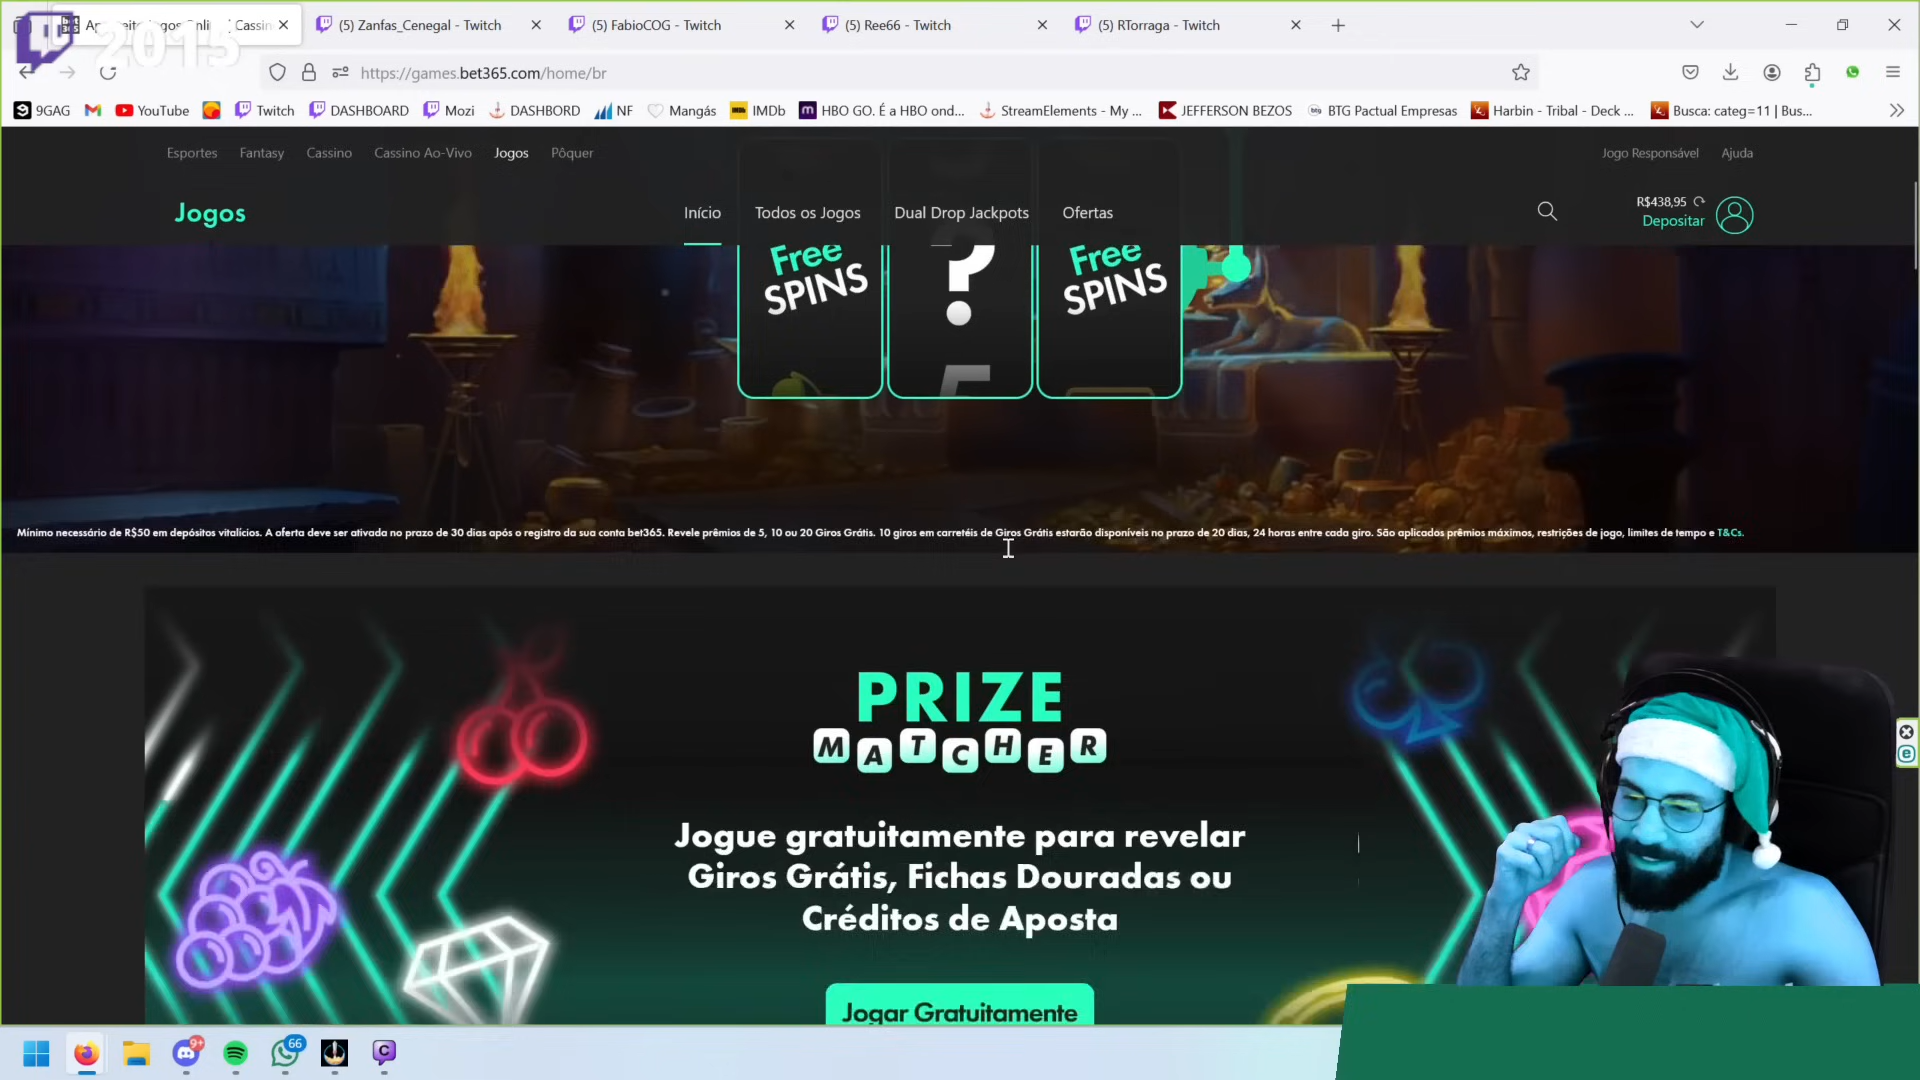 2015
Jogos Online | Cassin
(5) Zanfas_Cenegal - Twitch
(5) FabioCOG - Twitch
(5) Ree66 - Twitch
(5) RTorraga - Twitch
https://games.bet365.com/home/br
9GAG
YouTube
Twitch
DASHBOARD
Mozi
DASHBORD
NF
Mangás
IMDb
HBO GO. É a HBO ond...
StreamElements - My ...
JEFFERSON BEZOS
BTG Pactual Empresas
Harbin - Tribal - Deck ...
Busca: categ=11 | Bus...
Esportes
Fantasy
Cassino
Cassino Ao-Vivo
Jogos
Pôquer
Jogo Responsável
Ajuda
Jogos
Início
Todos os Jogos
Dual Drop Jackpots
Ofertas
R$438,95
Depositar
Free
SPINS
?
Free
SPINS
Mínimo necessário de R$50 em depósitos vitalícios. A oferta deve ser ativada no prazo de 30 dias após o registro da sua conta bet365. Revele prêmios de 5, 10 ou 20 Giros Grátis. 10 giros em carretéis de Giros Grátis estarão disponíveis no prazo de 20 dias, 24 horas entre cada giro. São aplicados prêmios máximos, restrições de jogo, limites de tempo e T&Cs.
PRIZE
MATCHER
Jogue gratuitamente para revelar
Giros Grátis, Fichas Douradas ou
Créditos de Aposta
Jogar Gratuitamente
9+
66